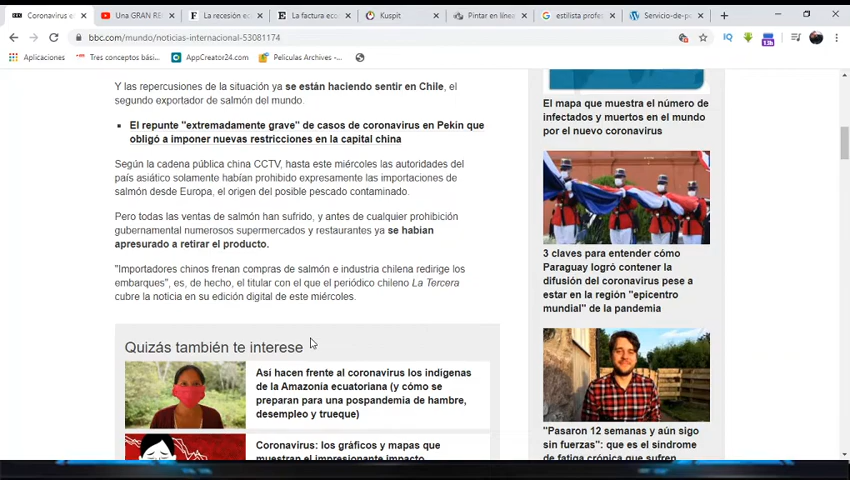 Coronavirus en
Una GRAN RE
La recesión ec
La factura eco
Kuspit
Pintar en línea
estilista profes
Servicio-de-pe
bbc.com/mundo/noticias-internacional-53081174
Aplicaciones
Tres conceptos bási...
AppCreator24.com
Películas Archives -...
Y las repercusiones de la situación ya se están haciendo sentir en Chile, el
segundo exportador de salmón del mundo.
El repunte "extremadamente grave" de casos de coronavirus en Pekín que
obligó a imponer nuevas restricciones en la capital china
Según la cadena pública china CCTV, hasta este miércoles las autoridades del
país asiático solamente habían prohibido expresamente las importaciones de
salmón desde Europa, el origen del posible pescado contaminado.
Pero todas las ventas de salmón han sufrido, y antes de cualquier prohibición
gubernamental numerosos supermercados y restaurantes ya se habían
apresurado a retirar el producto.
"Importadores chinos frenan compras de salmón e industria chilena redirige los
embarques", es, de hecho, el titular con el que el periódico chileno La Tercera
cubre la noticia en su edición digital de este miércoles.
Quizás también te interese
Así hacen frente al coronavirus los indígenas
de la Amazonía ecuatoriana (y cómo se
preparan para una pospandemia de hambre,
desempleo y trueque)
Coronavirus: los gráficos y mapas que
muestran el impresionante impacto
El mapa que muestra el número de
infectados y muertos en el mundo
por el nuevo coronavirus
3 claves para entender cómo
Paraguay logró contener la
difusión del coronavirus pese a
estar en la región "epicentro
mundial" de la pandemia
"Pasaron 12 semanas y aún sigo
sin fuerzas": que es el síndrome
de fatiga crónica que sufren